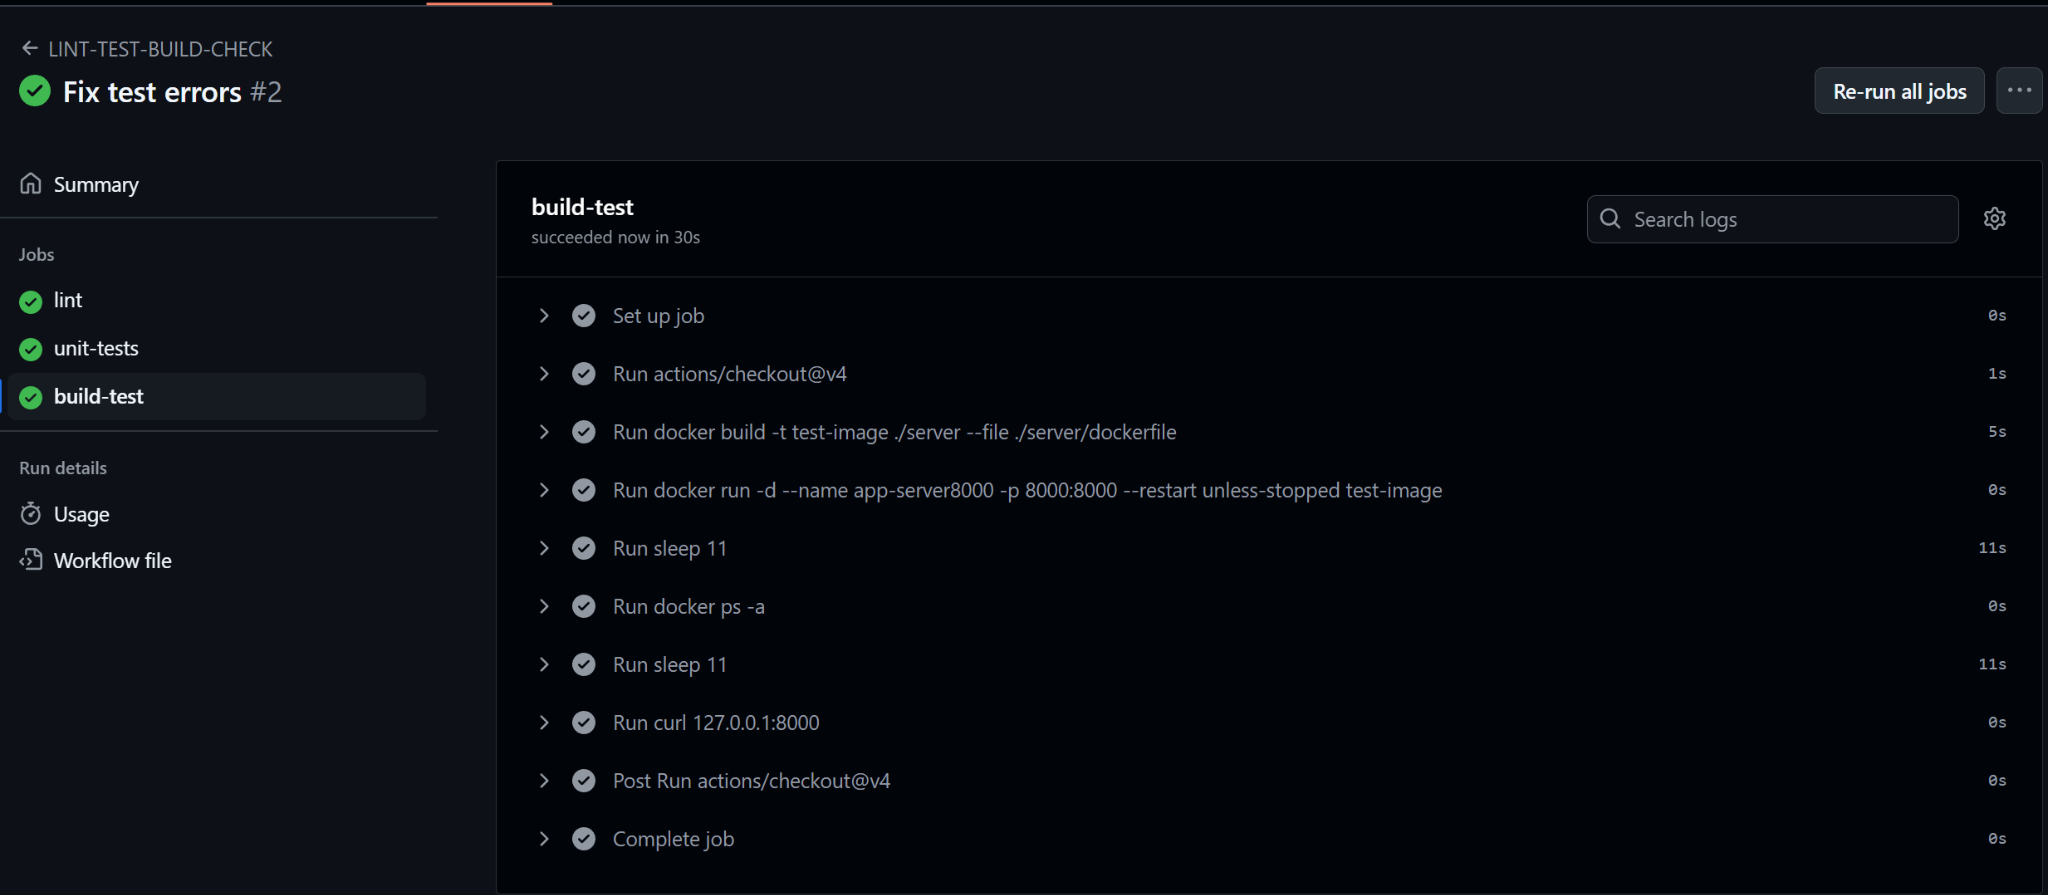 LINT-TEST-BUILD-CHECK
Fix test errors #2
Re-run all jobs
Summary
Jobs
lint
unit-tests
build-test
Run details
Usage
Workflow file
build-test
succeeded now in 30s
Search logs
Set up job 0s
Run actions/checkout@v4 1s
Run docker build -t test-image ./server --file ./server/dockerfile 5s
Run docker run -d --name app-server8000 -p 8000:8000 --restart unless-stopped test-image 0s
Run sleep 11 11s
Run docker ps -a 0s
Run sleep 11 11s
Run curl 127.0.0.1:8000 0s
Post Run actions/checkout@v4 0s
Complete job 0s